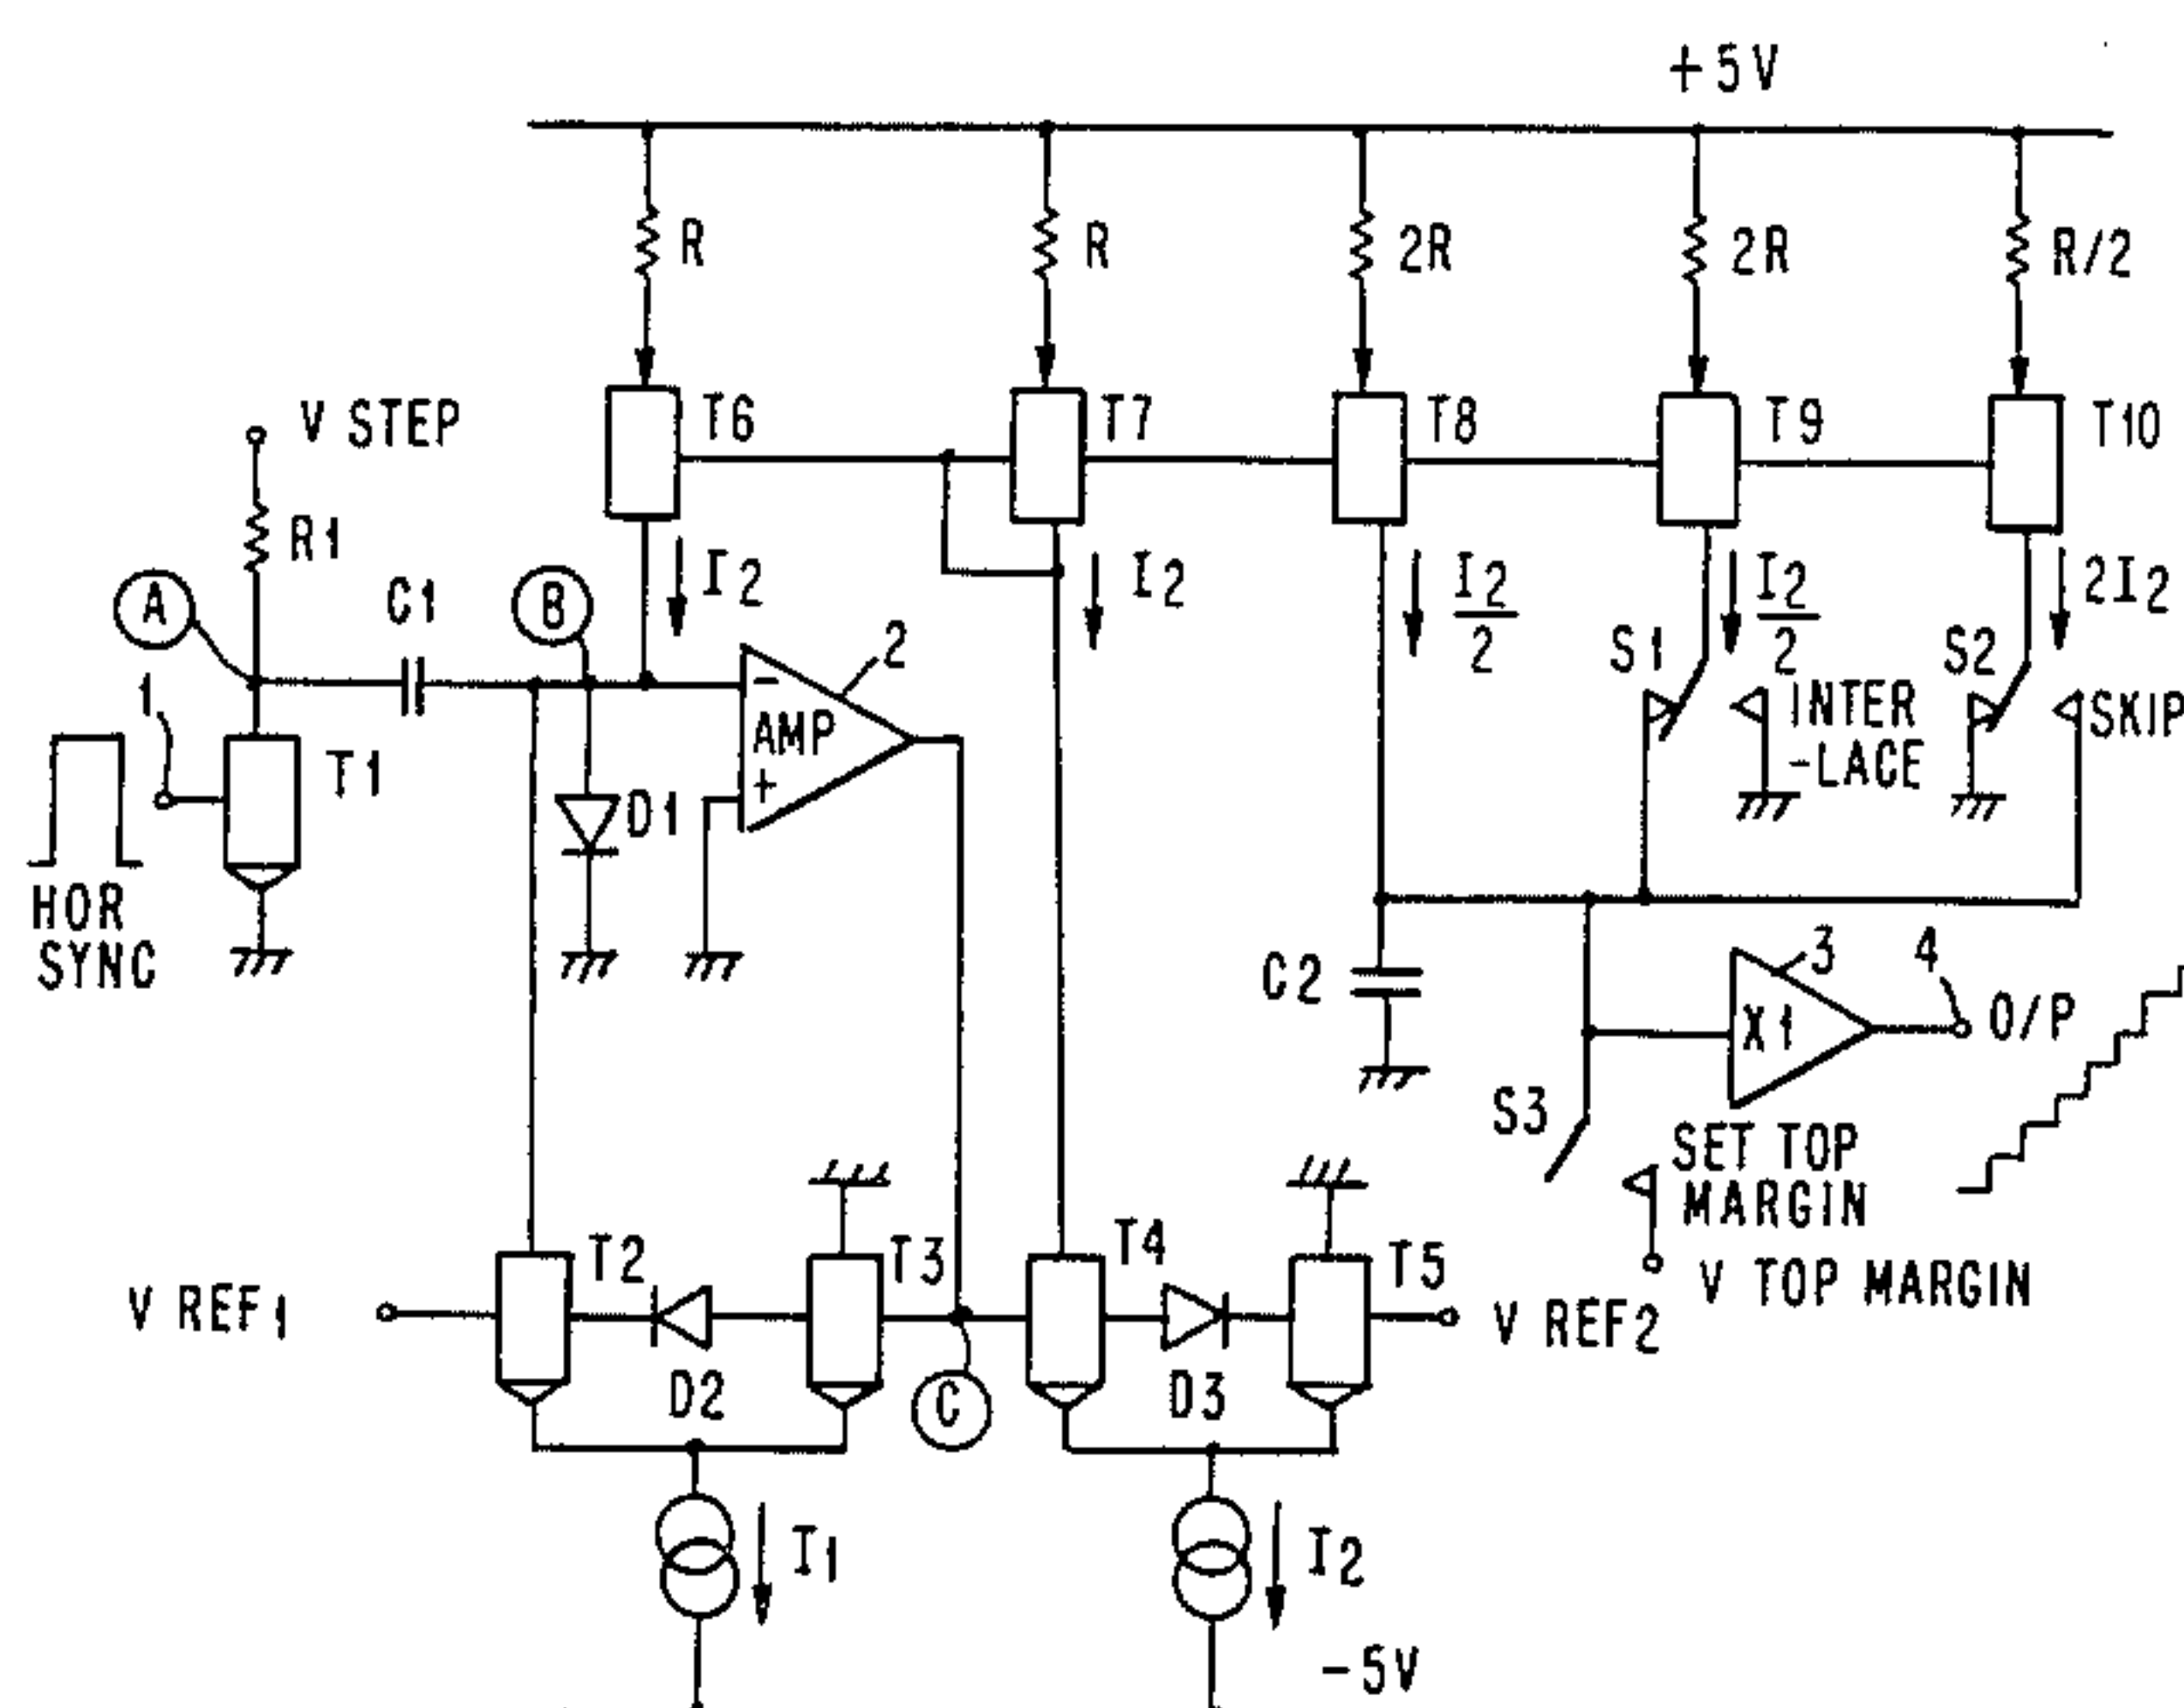 +5V
R
R
2R
2R
R/2
V STEP
T6
T7
T8
T9
T10
R1
A
C1
B
I2
I2
I2
2
I2
2
2I2
1
2
S1
S2
INTER
-LACE
SKIP
AMP
-
+
T1
D1
HOR
SYNC
C2
3
4
X1
O/P
S3
SET TOP
MARGIN
V TOP MARGIN
V REF1
T2
T3
T4
T5
V REF2
D2
C
D3
I1
I2
-5V